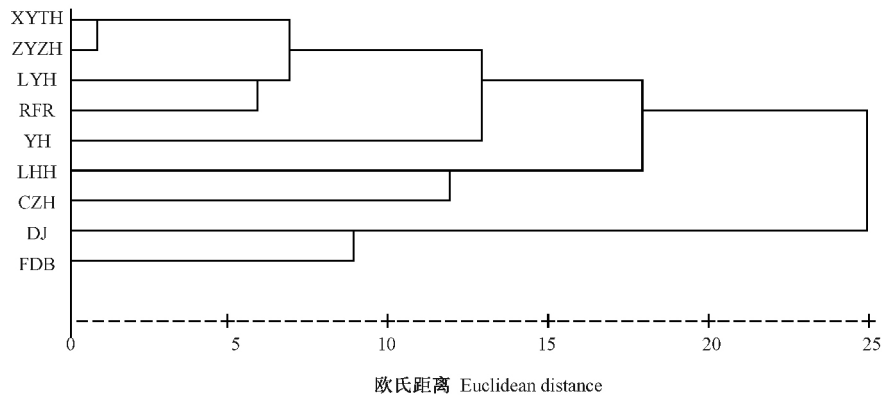 XYTH
ZYZH
LYH
RFR
YH
LHH
CZH
DJ
FDB
0 5 10 15 20 25
欧氏距离 Euclidean distance